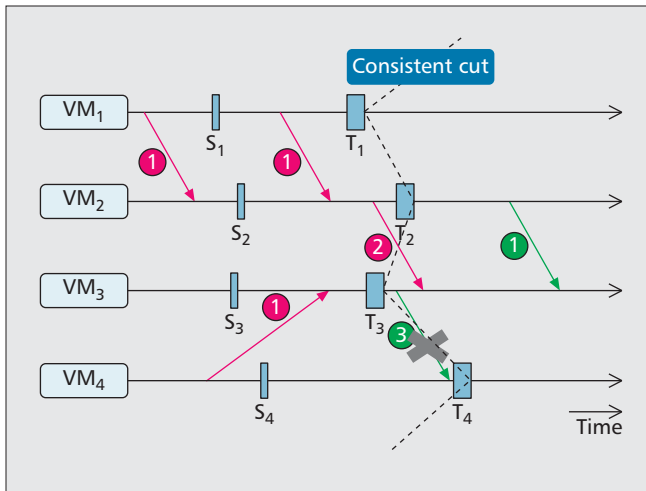 Consistent cut
VM1
S1
T1
1
1
VM2
S2
T2
2
1
VM3
S3
1
T3
3
VM4
S4
T4
Time